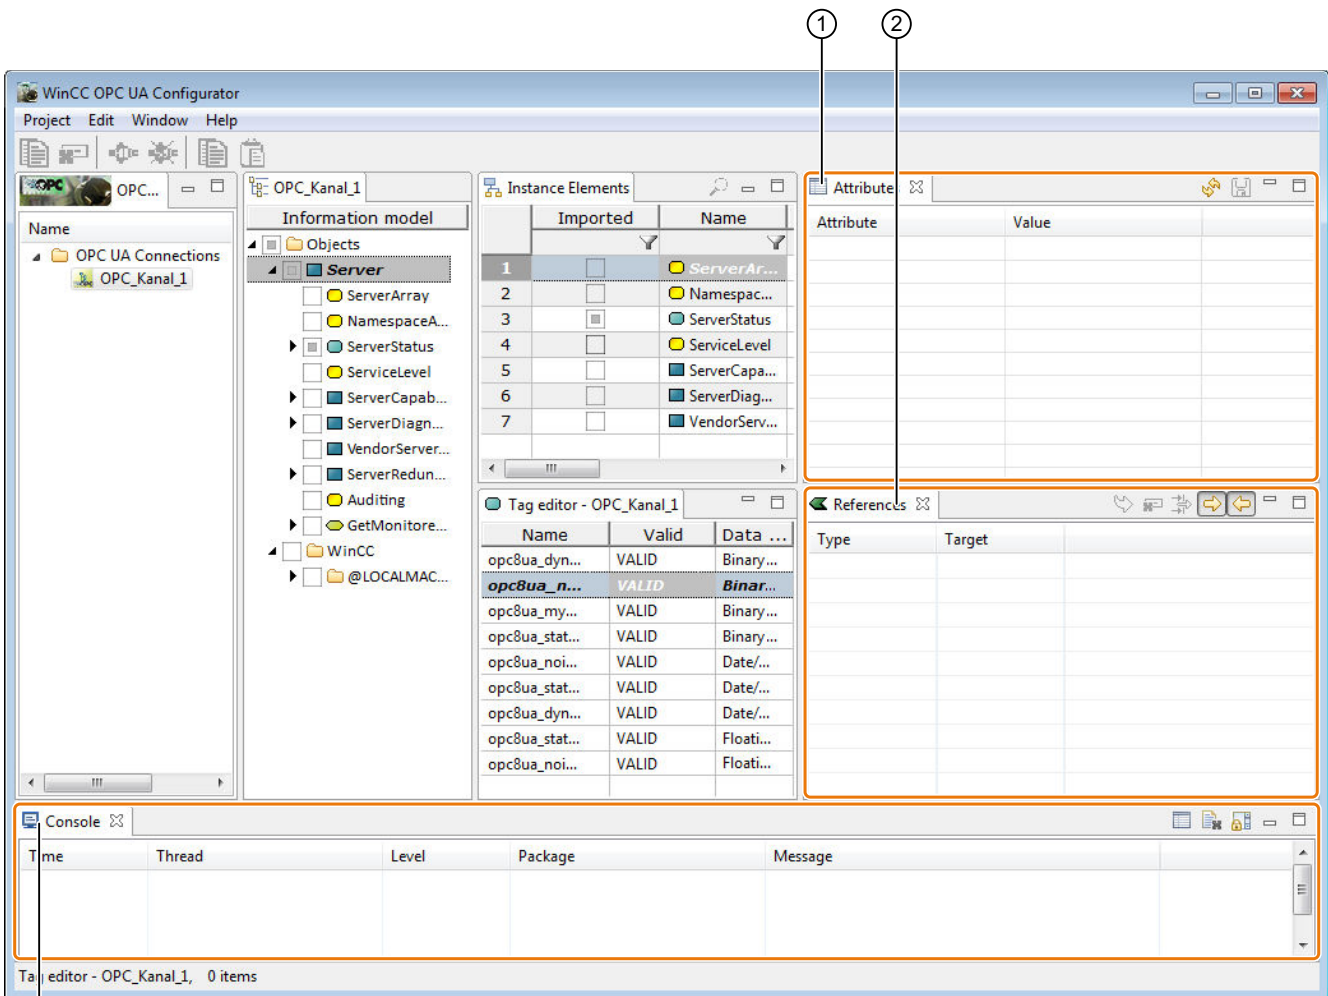 1 2
WinCC OPC UA Configurator
Project Edit Window Help
OPC OPC...
Name
OPC UA Connections
OPC_Kanal_1
OPC_Kanal_1
Information model
Objects
Server
ServerArray
NamespaceA...
ServerStatus
ServiceLevel
ServerCapab...
ServerDiagn...
VendorServer...
ServerRedun...
Auditing
GetMonitore...
WinCC
@LOCALMAC...
Instance Elements
Imported Name
1 ServerAr...
2 Namespac...
3 ServerStatus
4 ServiceLevel
5 ServerCapa...
6 ServerDiag...
7 VendorServ...
Tag editor - OPC_Kanal_1
Name Valid Data ...
opc8ua_dyn... VALID Binary...
opc8ua_n... VALID Binar...
opc8ua_my... VALID Binary...
opc8ua_stat... VALID Binary...
opc8ua_noi... VALID Date/...
opc8ua_stat... VALID Date/...
opc8ua_dyn... VALID Date/...
opc8ua_stat... VALID Floati...
opc8ua_noi... VALID Floati...
Attributes
Attribute Value
References
Type Target
Console
Time Thread Level Package Message
Tag editor - OPC_Kanal_1, 0 items